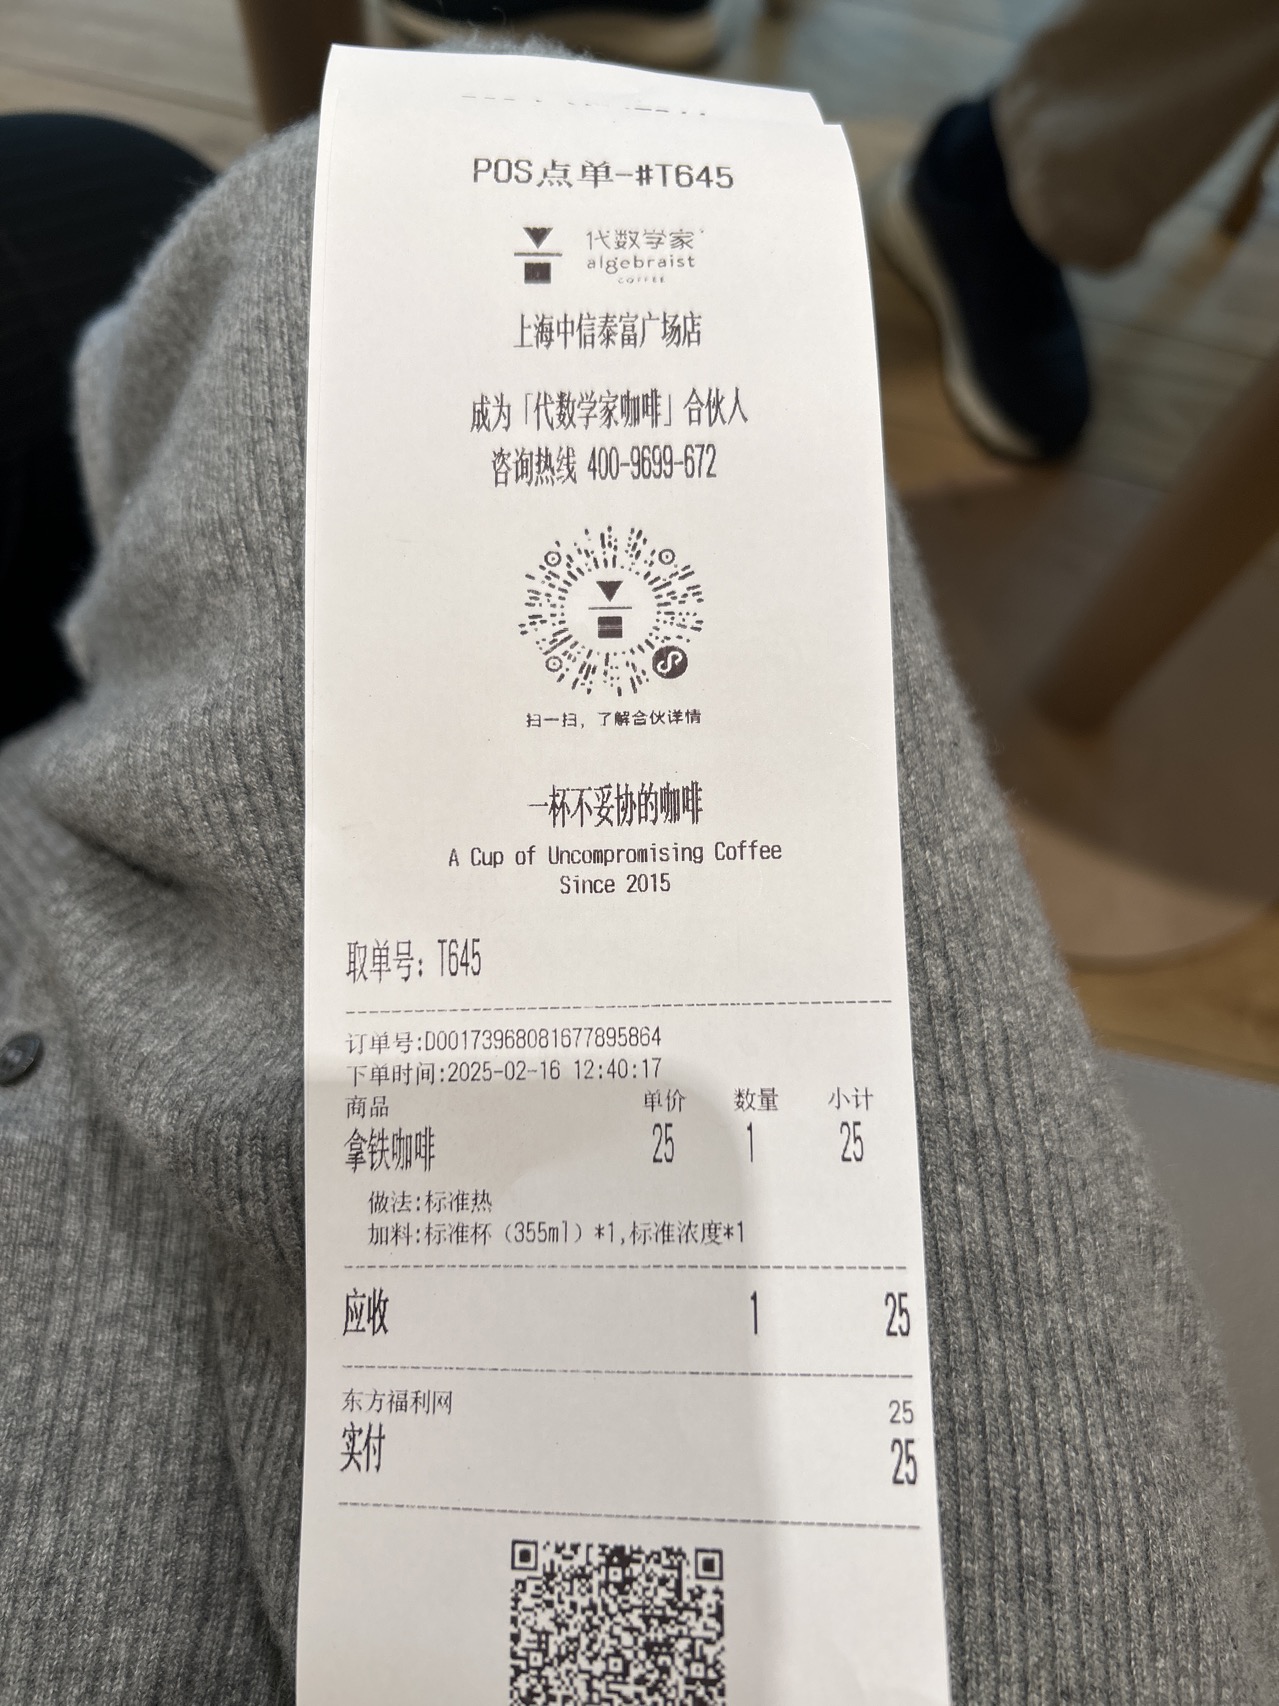 POS点单-#T645
代数学家
algebraist
COFFEE
上海中信泰富广场店
成为「代数学家咖啡」合伙人
咨询热线 400-9699-672
扫一扫，了解合伙详情
一杯不妥协的咖啡
A Cup of Uncompromising Coffee
Since 2015
取单号：T645
订单号:D001739680816778958​64
下单时间:2025-02-16 12:40:17
商品 单价 数量 小计
拿铁咖啡 25 1 25
做法:标准热
加料:标准杯（355ml）*1,标准浓度*1
应收 1 25
东方福利网 25
实付 25